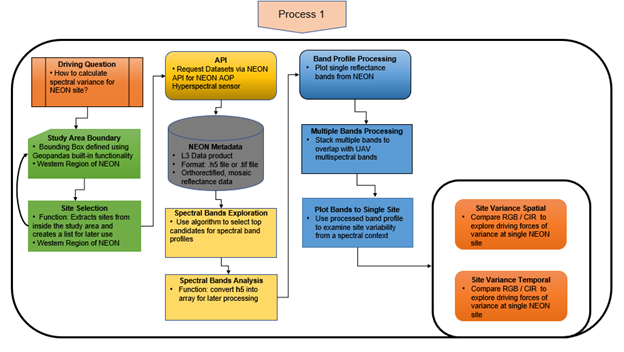 Process 1
Driving Question
• How to calculate
spectral variance for
NEON site?
Study Area Boundary
• Bounding Box defined using
Geopandas built-in functionality
• Western Region of NEON
Site Selection
• Function: Extracts sites from
inside the study area and
creates a list for later use
• Western Region of NEON
API
• Request Datasets via NEON
API for NEON AOP
Hyperspectral sensor
NEON Metadata
• L3 Data product
• Format: .h5 file or .tif file
• Orthorectified, mosaic
reflectance data
Spectral Bands Exploration
• Use algorithm to select top
candidates for spectral band
profiles
Spectral Bands Analysis
• Function: convert h5 into
array for later processing
Band Profile Processing
• Plot single reflectance
bands from NEON
Multiple Bands Processing
• Stack multiple bands to
overlap with UAV
multispectral bands
Plot Bands to Single Site
• Use processed band profile
to examine site variability
from a spectral context
Site Variance Spatial
• Compare RGB / CIR to
explore driving forces of
variance at single NEON
site
Site Variance Temporal
• Compare RGB / CIR to
explore driving forces of
variance at single NEON
site